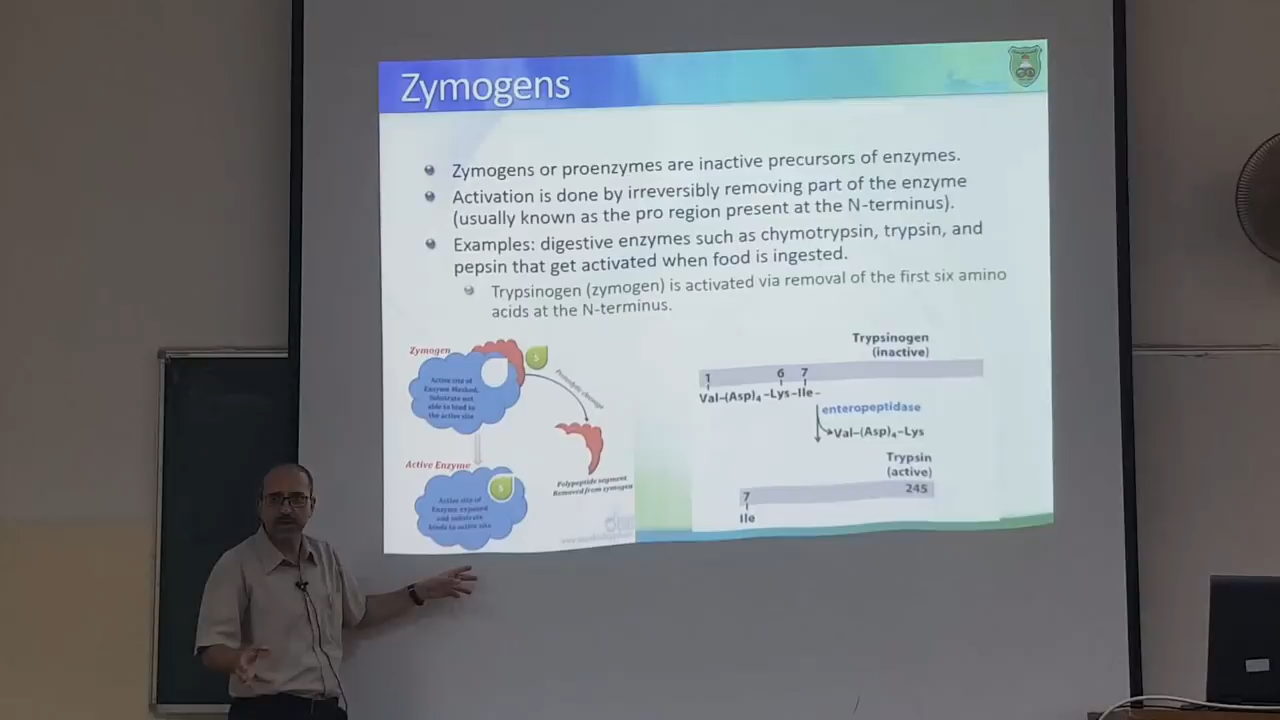 Zymogens
Zymogens or proenzymes are inactive precursors of enzymes.
Activation is done by irreversibly removing part of the enzyme
(usually known as the pro region present at the N-terminus).
Examples: digestive enzymes such as chymotrypsin, trypsin, and
pepsin that get activated when food is ingested.
Trypsinogen (zymogen) is activated via removal of the first six amino
acids at the N-terminus.
Zymogen
S
Active site of
Enzyme Masked,
Substrate not
able to bind to
the active site
Proteolytic cleavage
Active Enzyme
S
Active site of
Enzyme exposed
and substrate
binds to active site
Polypeptide segment
Removed from zymogen
Trypsinogen
(inactive)
1 6 7
Val–(Asp)₄–Lys–Ile–
enteropeptidase
Val–(Asp)₄–Lys
Trypsin
(active)
7 245
Ile